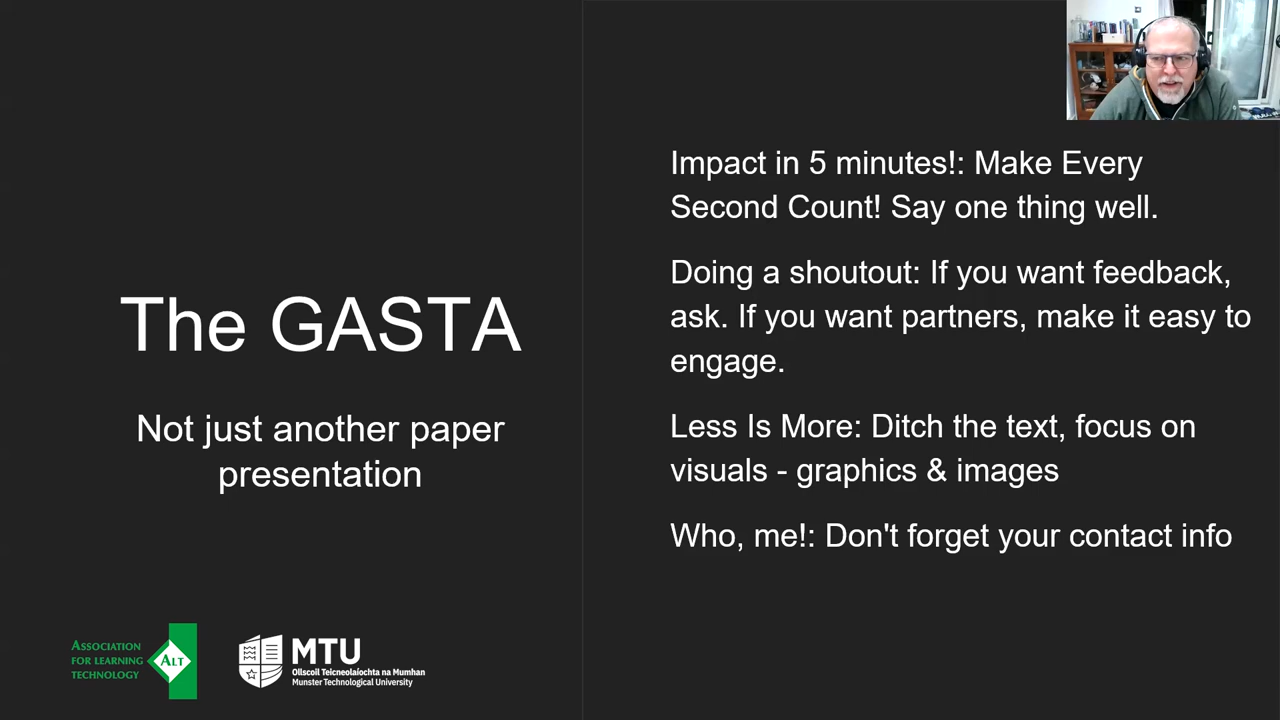 The GASTA
Not just another paper
presentation
Impact in 5 minutes!: Make Every
Second Count! Say one thing well.
Doing a shoutout: If you want feedback,
ask. If you want partners, make it easy to
engage.
Less Is More: Ditch the text, focus on
visuals - graphics & images
Who, me!: Don't forget your contact info
ASSOCIATION
FOR LEARNING
TECHNOLOGY
ALT
MTU
Ollscoil Teicneolaíochta na Mumhan
Munster Technological University